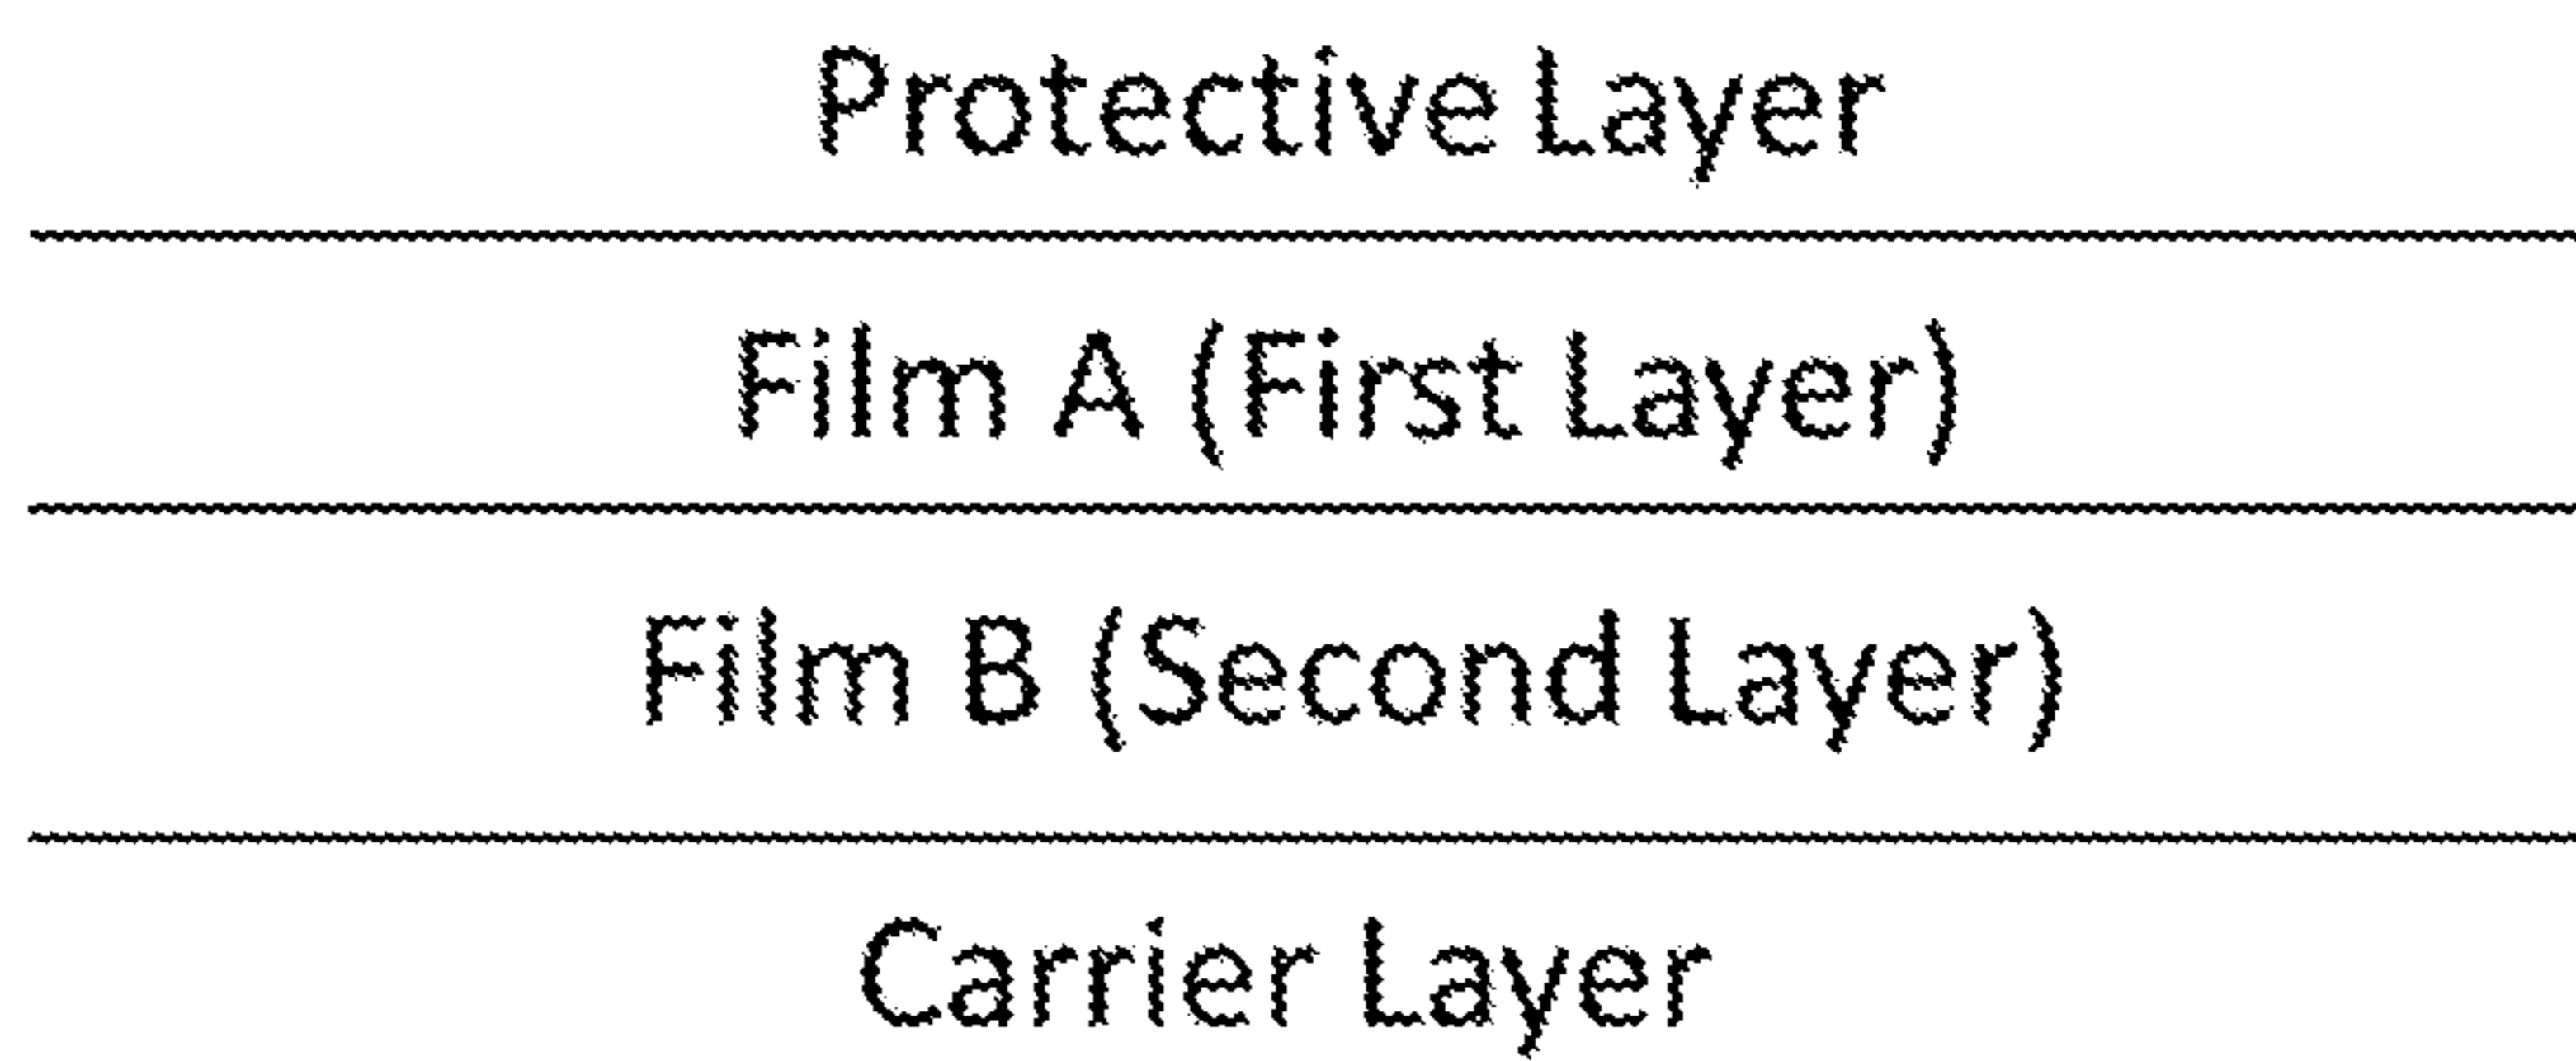 Protective Layer
Film A (First Layer)
Film B (Second Layer)
Carrier Layer